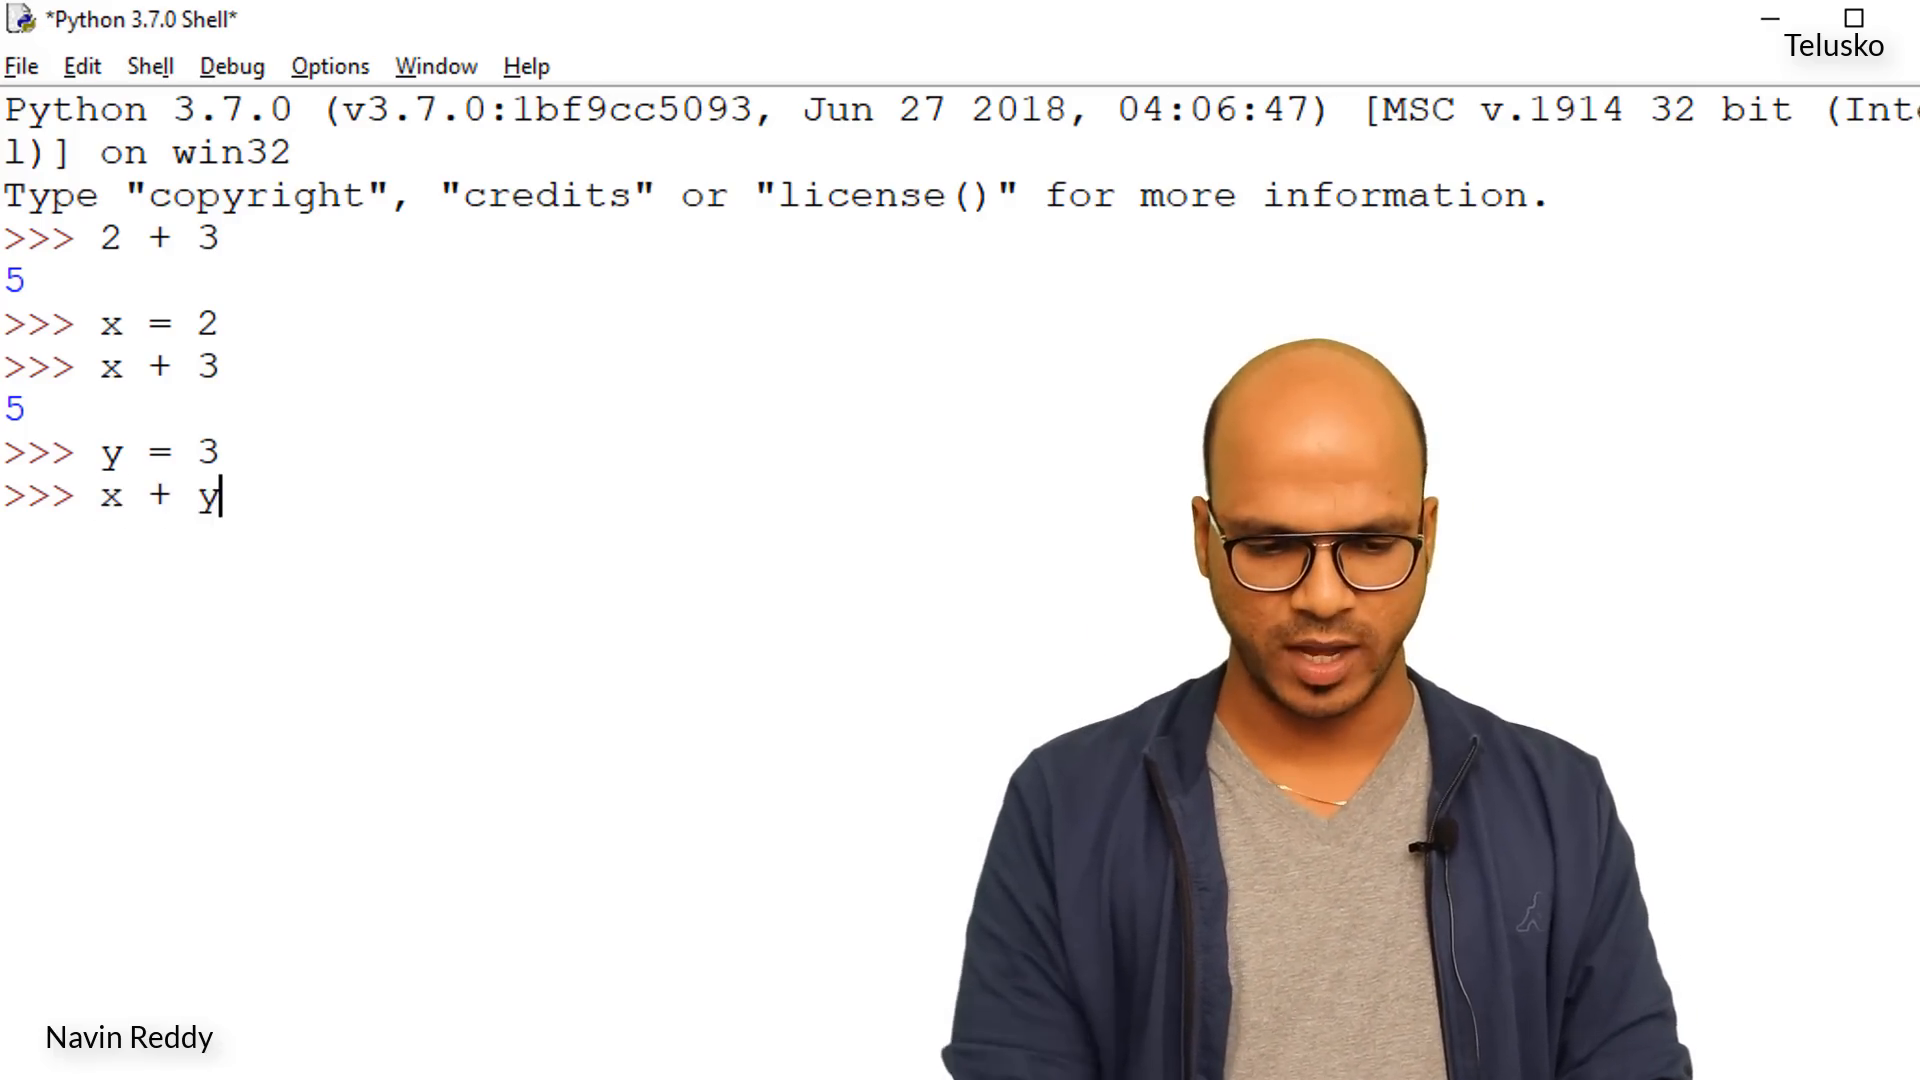 *Python 3.7.0 Shell*
Telusko
File Edit Shell Debug Options Window Help
Python 3.7.0 (v3.7.0:1bf9cc5093, Jun 27 2018, 04:06:47) [MSC v.1914 32 bit (Inte
l)] on win32
Type "copyright", "credits" or "license()" for more information.
>>> 2 + 3
5
>>> x = 2
>>> x + 3
5
>>> y = 3
>>> x + y
Navin Reddy